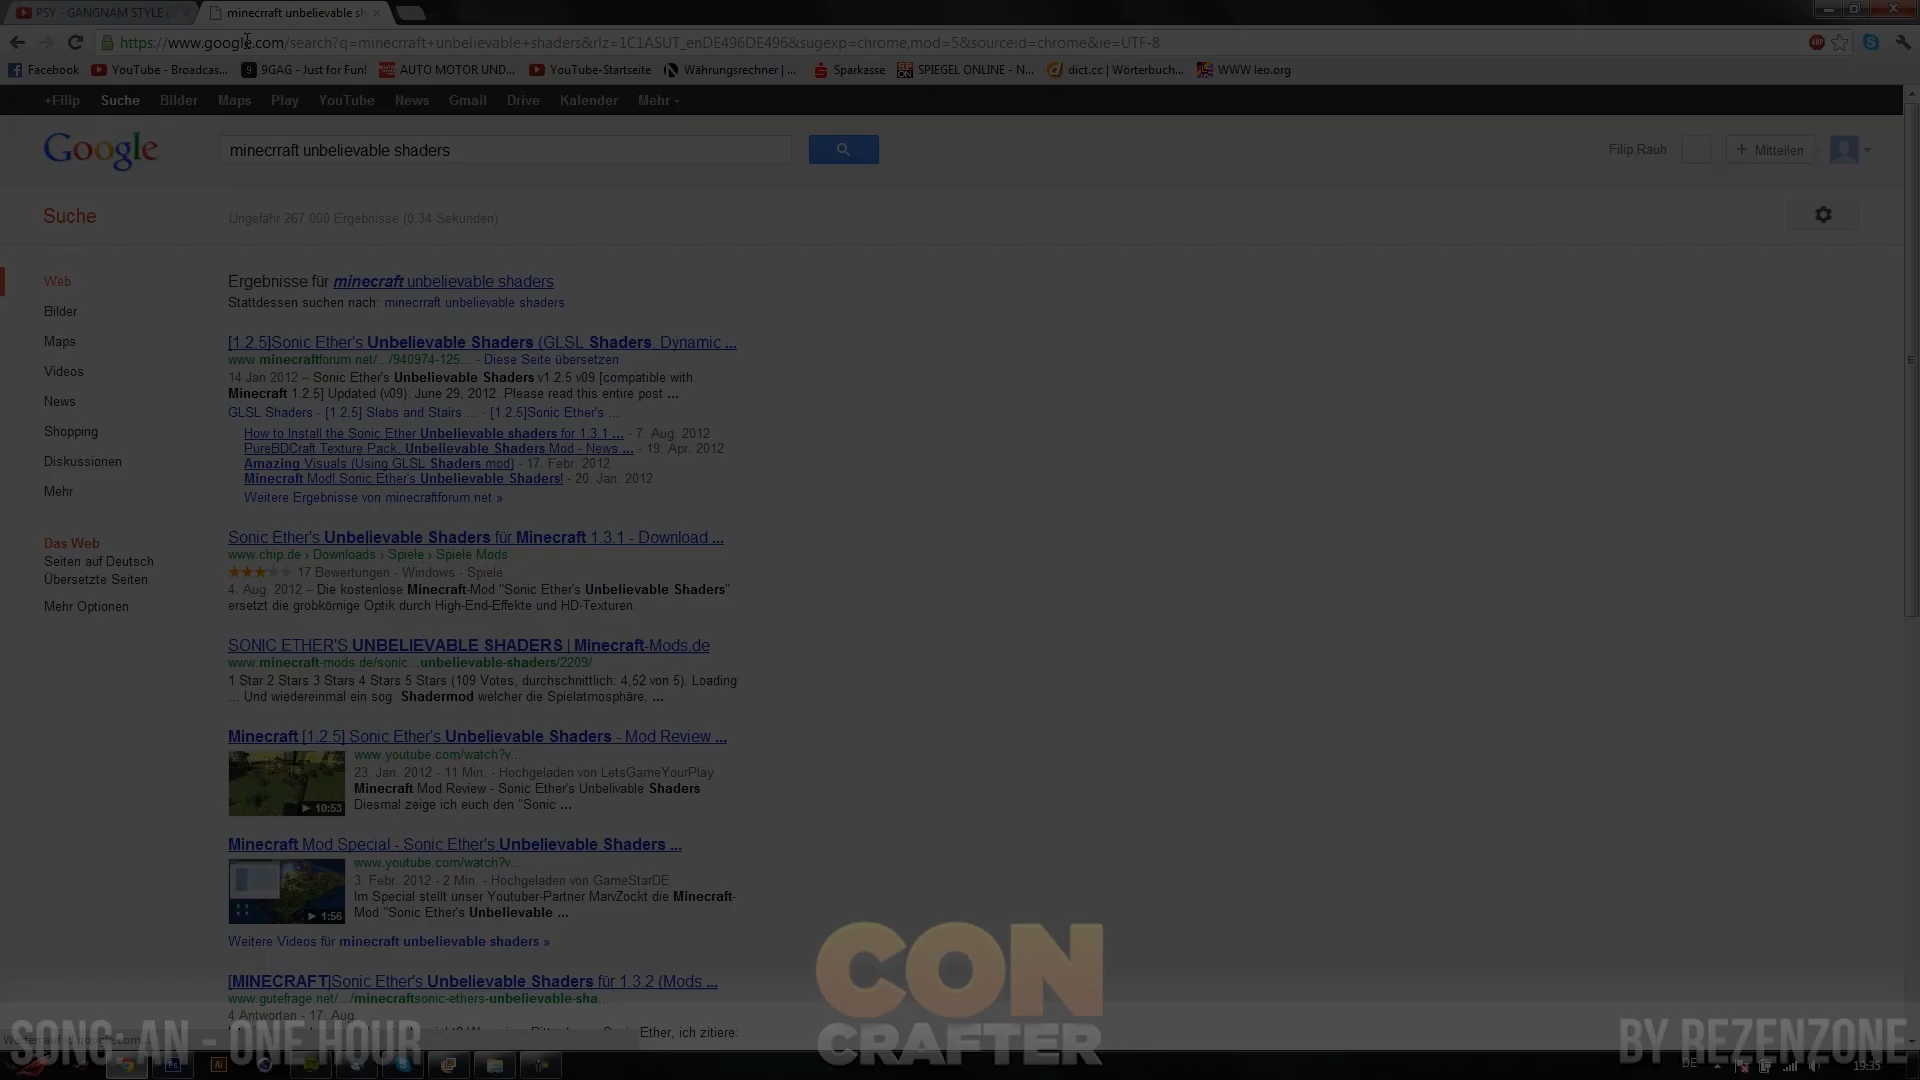 PSY - GANGNAM STYLE (
minecrraft unbelievable sh
https://www.google.com/search?q=minecrraft+unbelievable+shaders&rlz=1C1ASUT_enDE496DE496&sugexp=chrome,mod=5&sourceid=chrome&ie=UTF-8
Facebook YouTube - Broadcas... 9GAG - Just for Fun! AUTO MOTOR UND... YouTube-Startseite Währungsrechner | ... Sparkasse SPIEGEL ONLINE - N... dict.cc | Wörterbuch... WWW leo.org
+Filip Suche Bilder Maps Play YouTube News Gmail Drive Kalender Mehr
Google
minecrraft unbelievable shaders
Filip Rauh
+ Mitteilen
Suche
Ungefähr 267.000 Ergebnisse (0,34 Sekunden)
Web
Bilder
Maps
Videos
News
Shopping
Diskussionen
Mehr
Das Web
Seiten auf Deutsch
Übersetzte Seiten
Mehr Optionen
Ergebnisse für minecraft unbelievable shaders
Stattdessen suchen nach: minecrraft unbelievable shaders
[1.2.5]Sonic Ether's Unbelievable Shaders (GLSL Shaders, Dynamic ...
www.minecraftforum.net/.../940974-125... - Diese Seite übersetzen
14 Jan 2012 – Sonic Ether's Unbelievable Shaders v1.2.5 v09 [compatible with
Minecraft 1.2.5] Updated (v09): June 29, 2012. Please read this entire post ...
GLSL Shaders - [1.2.5] Slabs and Stairs ... - [1.2.5]Sonic Ether's ...
How to Install the Sonic Ether Unbelievable shaders for 1.3.1 ... - 7. Aug. 2012
PureBDCraft Texture Pack, Unbelievable Shaders Mod - News ... - 19. Apr. 2012
Amazing Visuals (Using GLSL Shaders mod) - 17. Febr. 2012
Minecraft Mod! Sonic Ether's Unbelievable Shaders! - 20. Jan. 2012
Weitere Ergebnisse von minecraftforum.net »
Sonic Ether's Unbelievable Shaders für Minecraft 1.3.1 - Download ...
www.chip.de › Downloads › Spiele › Spiele Mods
17 Bewertungen - Windows - Spiele
4. Aug. 2012 – Die kostenlose Minecraft-Mod "Sonic Ether's Unbelievable Shaders"
ersetzt die grobkörnige Optik durch High-End-Effekte und HD-Texturen.
SONIC ETHER'S UNBELIEVABLE SHADERS | Minecraft-Mods.de
www.minecraft-mods.de/sonic...unbelievable-shaders/2209/
1 Star 2 Stars 3 Stars 4 Stars 5 Stars (109 Votes, durchschnittlich: 4,52 von 5). Loading
... Und wiedereinmal ein sog. Shadermod welcher die Spielatmosphäre, ...
Minecraft [1.2.5] Sonic Ether's Unbelievable Shaders - Mod Review ...
www.youtube.com/watch?v...
23. Jan. 2012 - 11 Min. - Hochgeladen von LetsGameYourPlay
Minecraft Mod Review - Sonic Ether's Unbelivable Shaders
Diesmal zeige ich euch den "Sonic ...
10:53
Minecraft Mod Special - Sonic Ether's Unbelievable Shaders ...
www.youtube.com/watch?v...
3. Febr. 2012 - 2 Min. - Hochgeladen von GameStarDE
Im Special stellt unser Youtuber-Partner MarvZockt die Minecraft-
Mod "Sonic Ether's Unbelievable ...
1:56
Weitere Videos für minecraft unbelievable shaders »
[MINECRAFT]Sonic Ether's Unbelievable Shaders für 1.3.2 (Mods ...
www.gutefrage.net/.../minecraftsonic-ethers-unbelievable-sha...
4 Antworten - 17. Aug.
Ether, ich zitiere:
CON
CRAFTER
SONG: AN - ONE HOUR
BY REZENZONE
DE
19:35